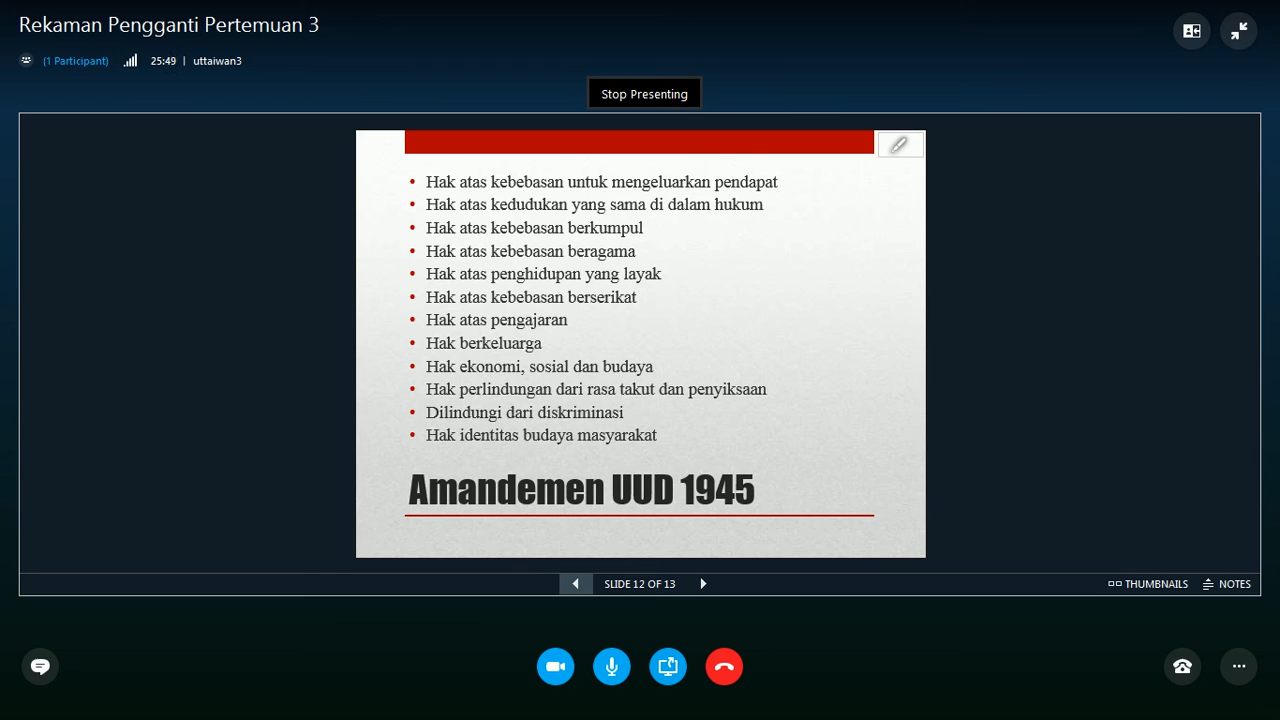 Rekaman Pengganti Pertemuan 3
(1 Participant) 25:49 | uttaiwan3
Stop Presenting
• Hak atas kebebasan untuk mengeluarkan pendapat
• Hak atas kedudukan yang sama di dalam hukum
• Hak atas kebebasan berkumpul
• Hak atas kebebasan beragama
• Hak atas penghidupan yang layak
• Hak atas kebebasan berserikat
• Hak atas pengajaran
• Hak berkeluarga
• Hak ekonomi, sosial dan budaya
• Hak perlindungan dari rasa takut dan penyiksaan
• Dilindungi dari diskriminasi
• Hak identitas budaya masyarakat
Amandemen UUD 1945
SLIDE 12 OF 13
THUMBNAILS NOTES